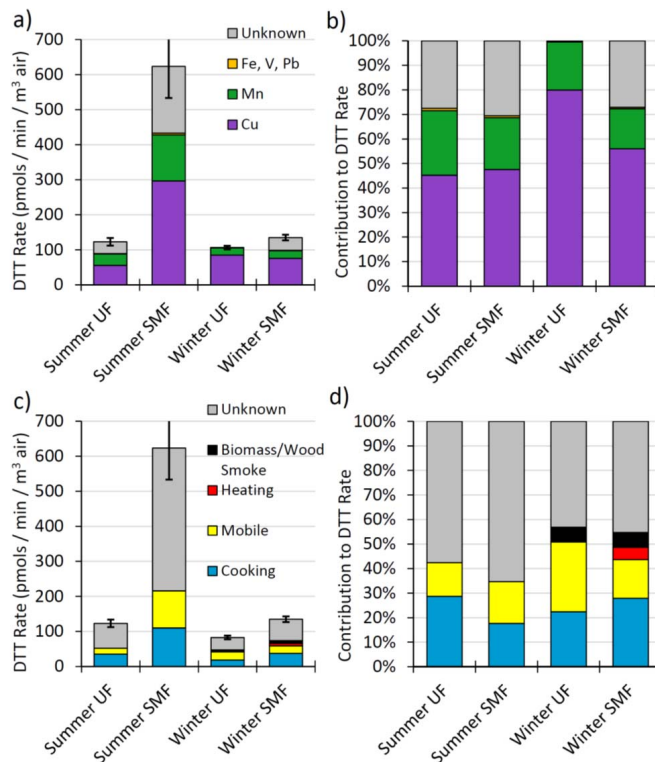 a)
DTT Rate (pmols / min / m³ air)
700
600
500
400
300
200
100
0
Unknown
Fe, V, Pb
Mn
Cu
Summer UF
Summer SMF
Winter UF
Winter SMF
b)
Contribution to DTT Rate
100%
90%
80%
70%
60%
50%
40%
30%
20%
10%
0%
Summer UF
Summer SMF
Winter UF
Winter SMF
c)
DTT Rate (pmols / min / m³ air)
700
600
500
400
300
200
100
0
Unknown
Biomass/Wood
Smoke
Heating
Mobile
Cooking
Summer UF
Summer SMF
Winter UF
Winter SMF
d)
Contribution to DTT Rate
100%
90%
80%
70%
60%
50%
40%
30%
20%
10%
0%
Summer UF
Summer SMF
Winter UF
Winter SMF